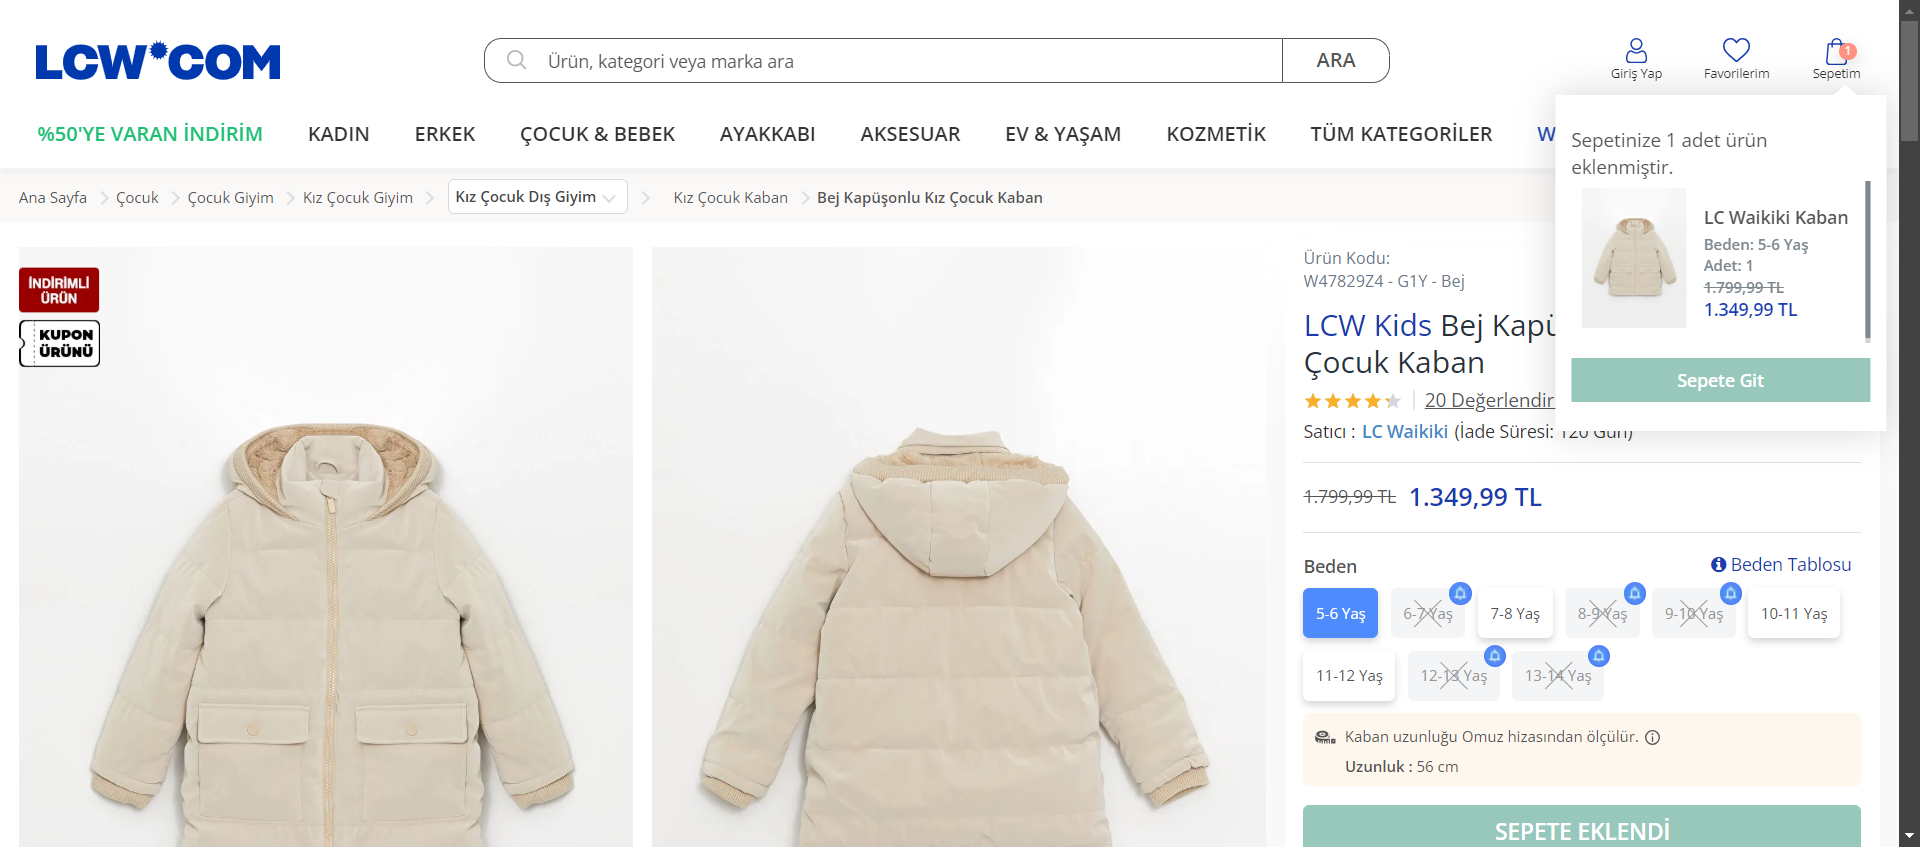 LCW COM
Ürün, kategori veya marka ara
ARA
Giriş Yap
Favorilerim
1
Sepetim
%50'YE VARAN İNDİRİM
KADIN
ERKEK
ÇOCUK & BEBEK
AYAKKABI
AKSESUAR
EV & YAŞAM
KOZMETİK
TÜM KATEGORİLER
W
Sepetinize 1 adet ürün
eklenmiştir.
LC Waikiki Kaban
Beden: 5-6 Yaş
Adet: 1
1.799,99 TL
1.349,99 TL
Sepete Git
Ana Sayfa
Çocuk
Çocuk Giyim
Kız Çocuk Giyim
Kız Çocuk Dış Giyim
Kız Çocuk Kaban
Bej Kapüşonlu Kız Çocuk Kaban
İNDİRİMLİ
ÜRÜN
KUPON
ÜRÜNÜ
Ürün Kodu:
W47829Z4 - G1Y - Bej
LCW Kids Bej Kapü
Çocuk Kaban
20 Değerlendir
Satıcı : LC Waikiki (İade Süresi: 120 Gün)
1.799,99 TL 1.349,99 TL
Beden
Beden Tablosu
5-6 Yaş
6-7 Yaş
7-8 Yaş
8-9 Yaş
9-10 Yaş
10-11 Yaş
11-12 Yaş
12-13 Yaş
13-14 Yaş
Kaban uzunluğu Omuz hizasından ölçülür.
Uzunluk : 56 cm
SEPETE EKLENDİ